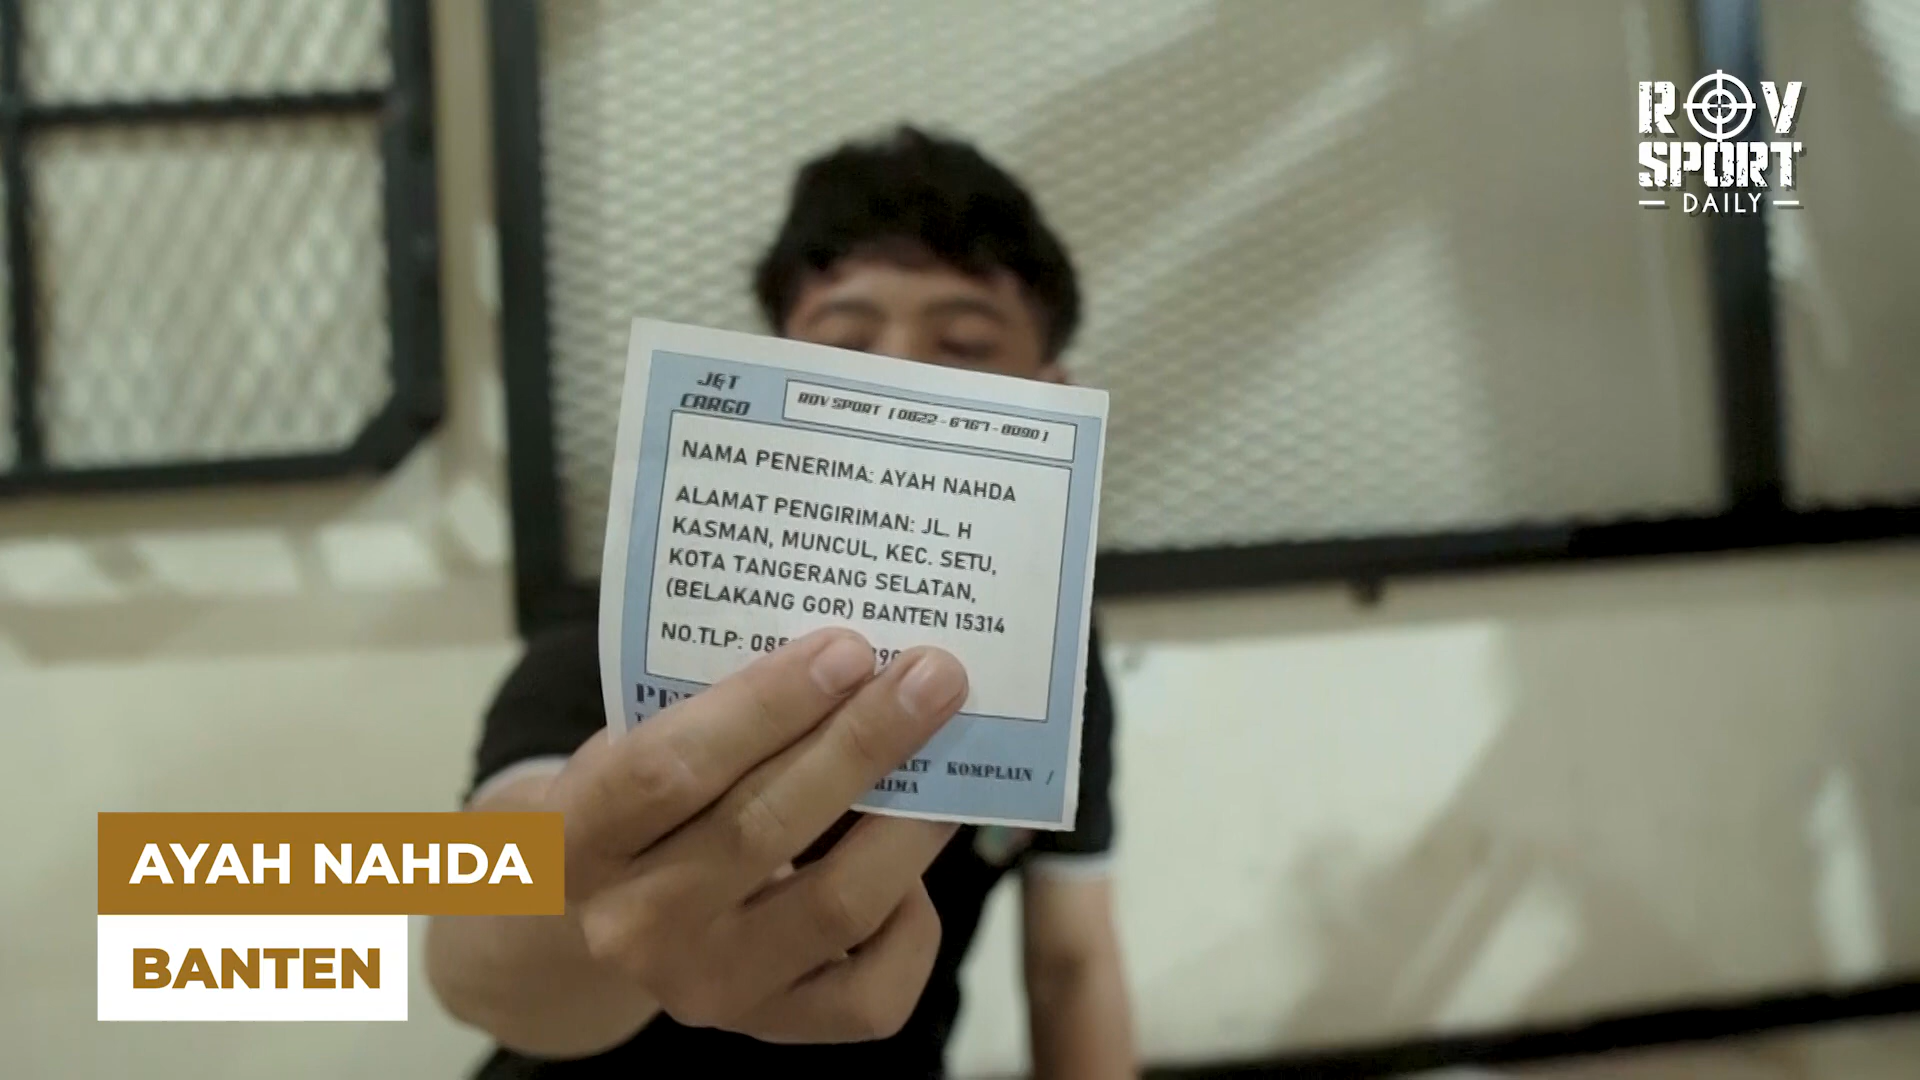 ROV
SPORT
DAILY
J&T
CARGO
ROV SPORT [ 0822 - 6767 - 8090 ]
NAMA PENERIMA: AYAH NAHDA
ALAMAT PENGIRIMAN: JL. H
KASMAN, MUNCUL, KEC. SETU,
KOTA TANGERANG SELATAN,
(BELAKANG GOR) BANTEN 15314
NO.TLP:
KOMPLAIN /
AYAH NAHDA
BANTEN